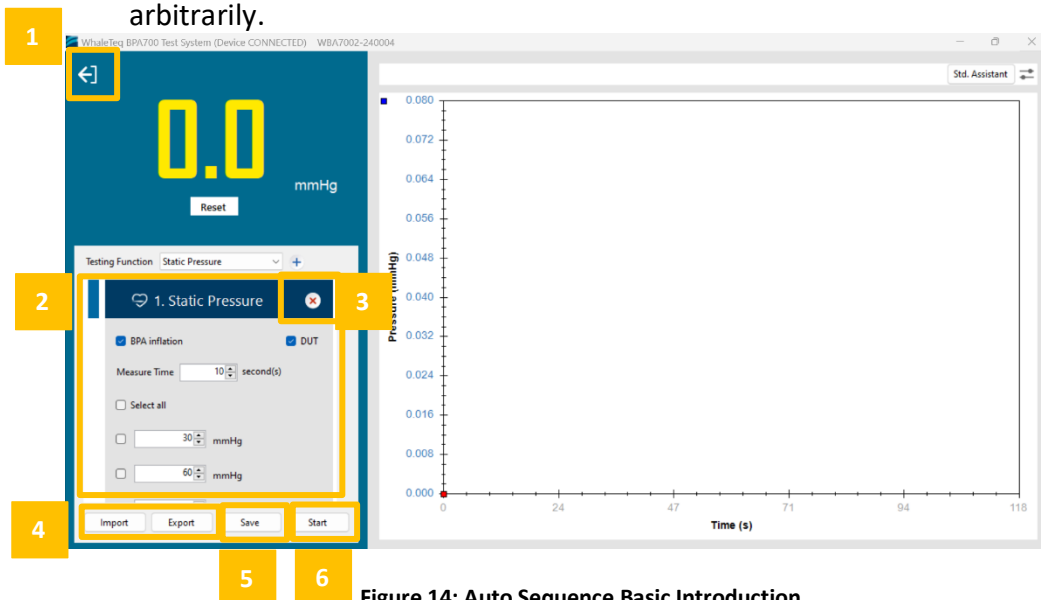 arbitrarily.
1
WhaleTeq BPA700 Test System (Device CONNECTED) WBA7002-240004
Std. Assistant
0.0
mmHg
Reset
Testing Function Static Pressure
2
1. Static Pressure
3
BPA inflation
DUT
Measure Time 10 second(s)
Select all
30 mmHg
60 mmHg
4
Import
Export
Save
Start
5
6
Pressure (mmHg)
0.080
0.072
0.064
0.056
0.048
0.040
0.032
0.024
0.016
0.008
0.000
0 24 47 71 94 118
Time (s)
Figure 14: Auto Sequence Basic Introduction